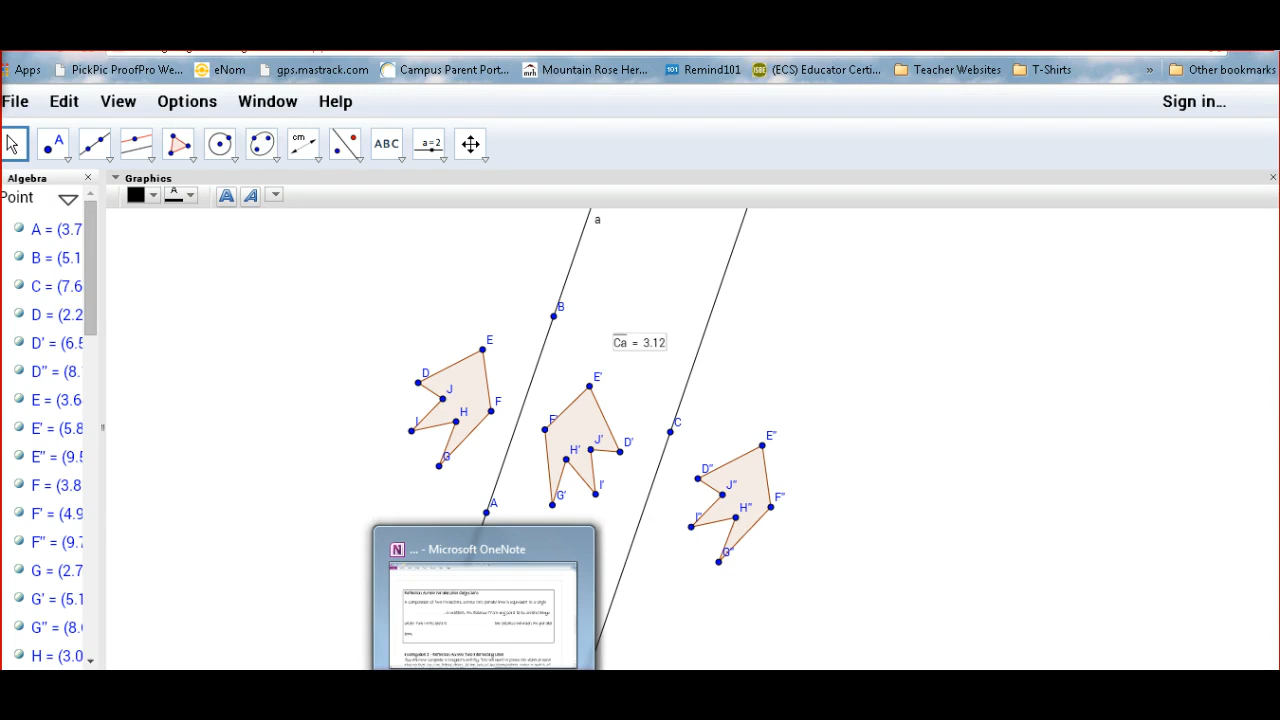 Apps PickPic ProofPro We... eNom gps.mastrack.com Campus Parent Port... Mountain Rose Her... Remind101 (ECS) Educator Certi... Teacher Websites T-Shirts » Other bookmarks
File Edit View Options Window Help Sign in...
A cm ABC a=2
Algebra × Graphics ×
Point A A A
A = (3.7
B = (5.1
C = (7.6
D = (2.2
D' = (6.5
D" = (8.
E = (3.6
E' = (5.8
E" = (9.5
F = (3.8
F' = (4.9
F" = (9.7
G = (2.7
G' = (5.1
G" = (8.
H = (3.0
a
B
Ca = 3.12
E
D
J
E'
F
H
I
F'
C
J'
D'
E"
H'
G
D"
I'
J"
G'
F"
A
H"
I"
G"
N ... - Microsoft OneNote